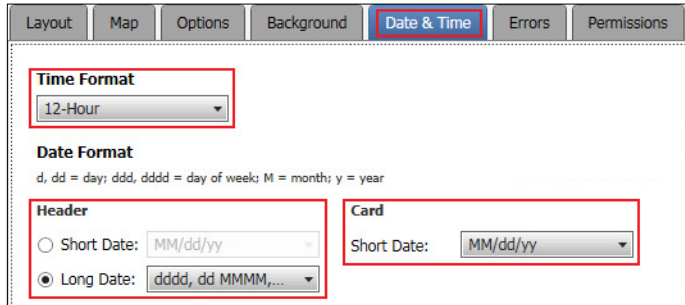 Layout Map Options Background Date & Time Errors Permissions
Time Format
12-Hour
Date Format
d, dd = day; ddd, dddd = day of week; M = month; y = year
Header Card
Short Date: MM/dd/yy Short Date: MM/dd/yy
Long Date: dddd, dd MMMM,...